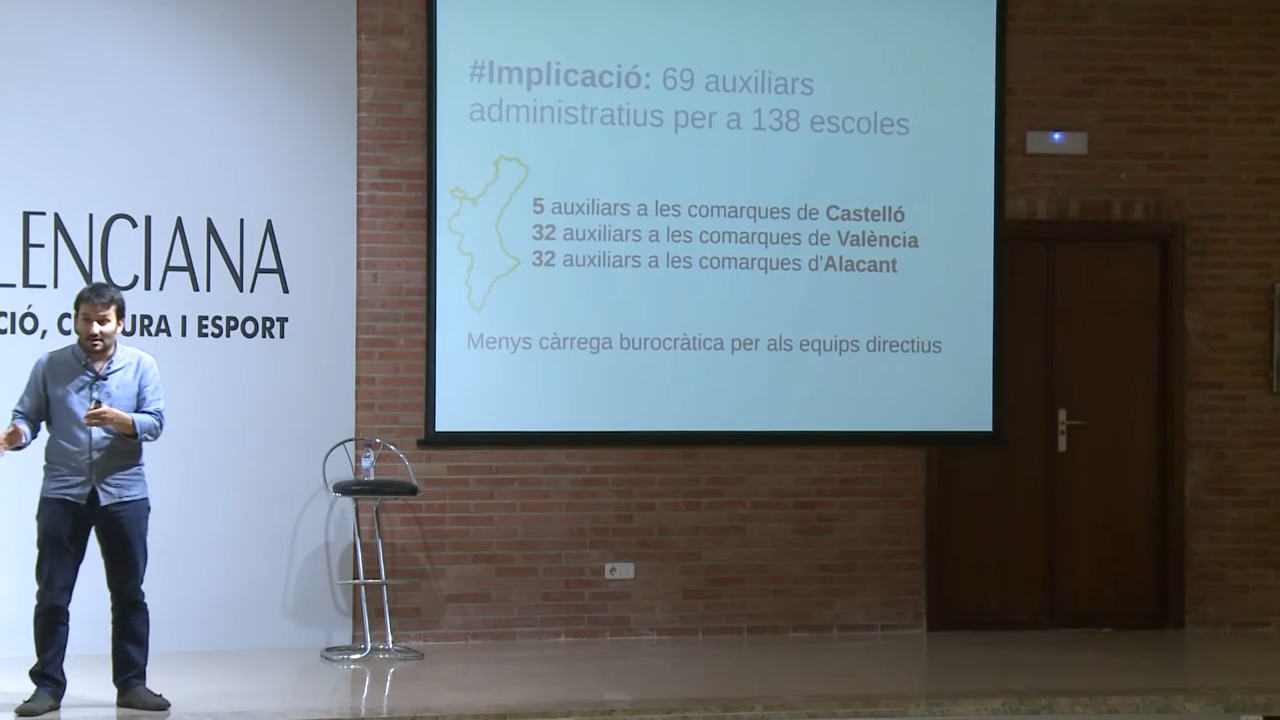 LENCIANA
CIÓ, C URA I ESPORT
#Implicació: 69 auxiliars
administratius per a 138 escoles
5 auxiliars a les comarques de Castelló
32 auxiliars a les comarques de València
32 auxiliars a les comarques d'Alacant
Menys càrrega burocràtica per als equips directius